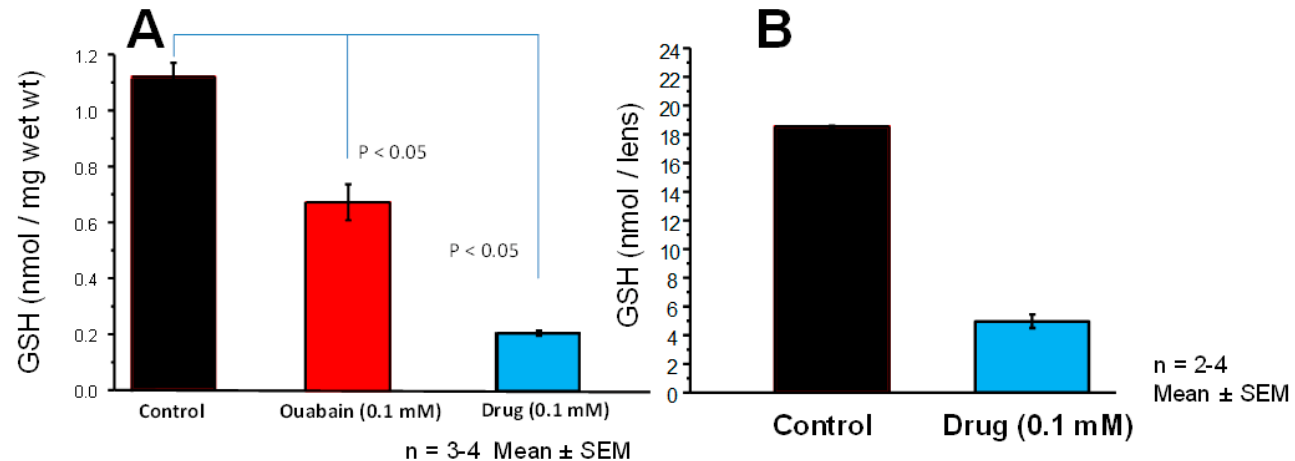 A
GSH (nmol / mg wet wt)
1.2
1.0
0.8
0.6
0.4
0.2
0.0
P < 0.05
P < 0.05
Control
Ouabain (0.1 mM)
Drug (0.1 mM)
n = 3-4 Mean ± SEM
B
GSH (nmol / lens)
24
22
20
18
16
14
12
10
8
6
4
2
0
Control
Drug (0.1 mM)
n = 2-4
Mean ± SEM